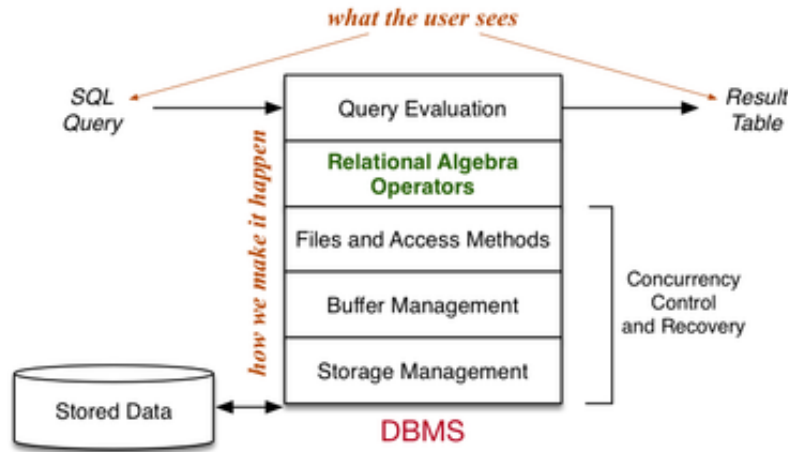 what the user sees
SQL
Query
Query Evaluation
Result
Table
how we make it happen
Relational Algebra
Operators
Files and Access Methods
Buffer Management
Storage Management
Concurrency
Control
and Recovery
Stored Data
DBMS